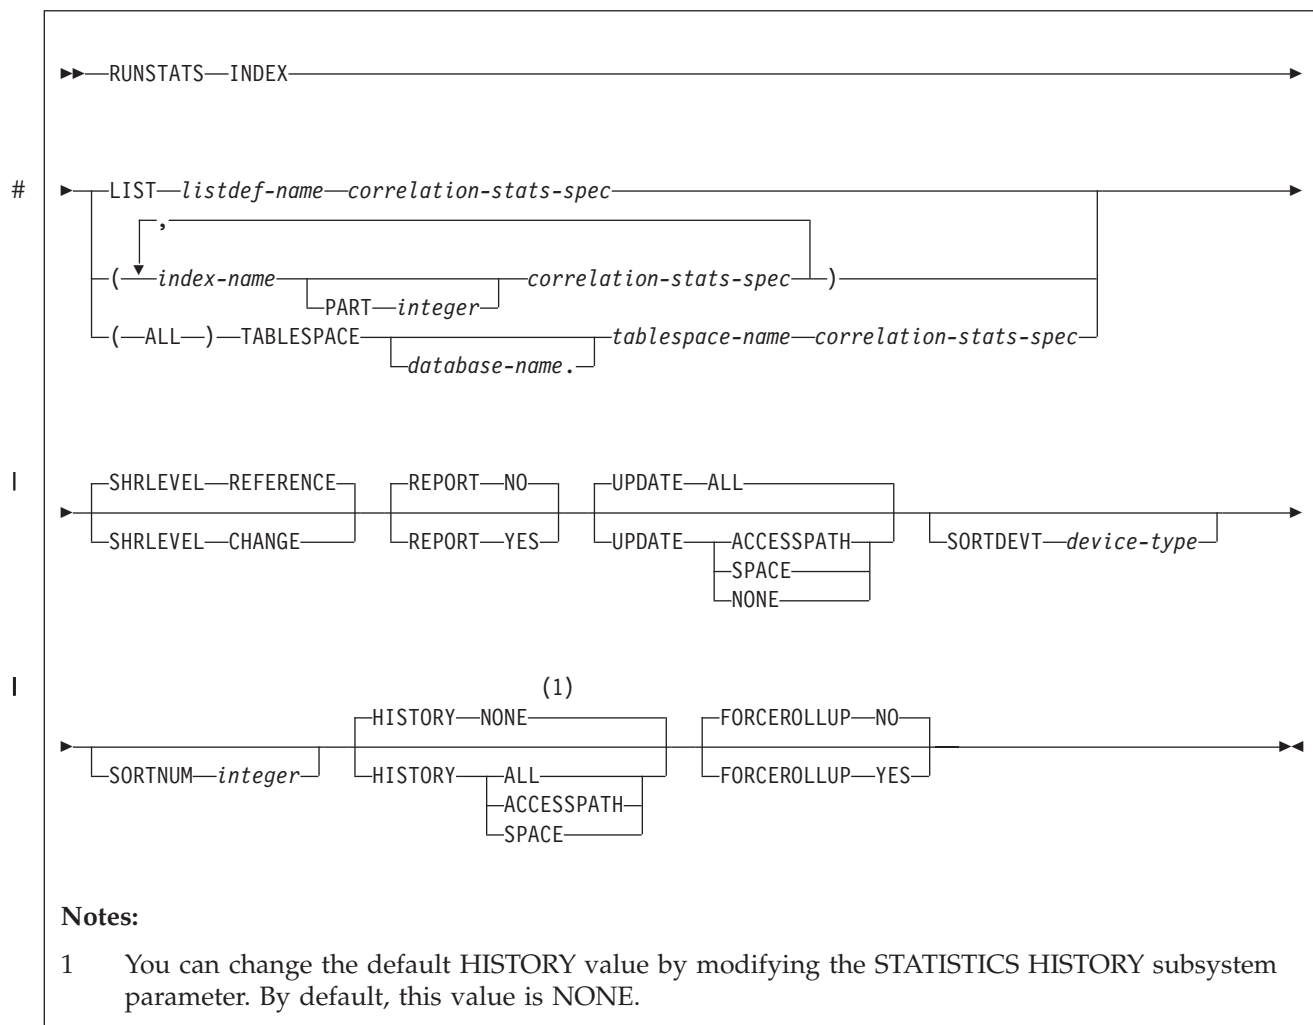 RUNSTATS INDEX
# LIST listdef-name correlation-stats-spec
,
( index-name correlation-stats-spec )
PART integer
( ALL ) TABLESPACE tablespace-name correlation-stats-spec
database-name.
| SHRLEVEL REFERENCE REPORT NO UPDATE ALL
SHRLEVEL CHANGE REPORT YES UPDATE ACCESSPATH SORTDEVT device-type
SPACE
NONE
| (1)
HISTORY NONE FORCEROLLUP NO
SORTNUM integer HISTORY ALL FORCEROLLUP YES
ACCESSPATH
SPACE
Notes:
1 You can change the default HISTORY value by modifying the STATISTICS HISTORY subsystem
parameter. By default, this value is NONE.